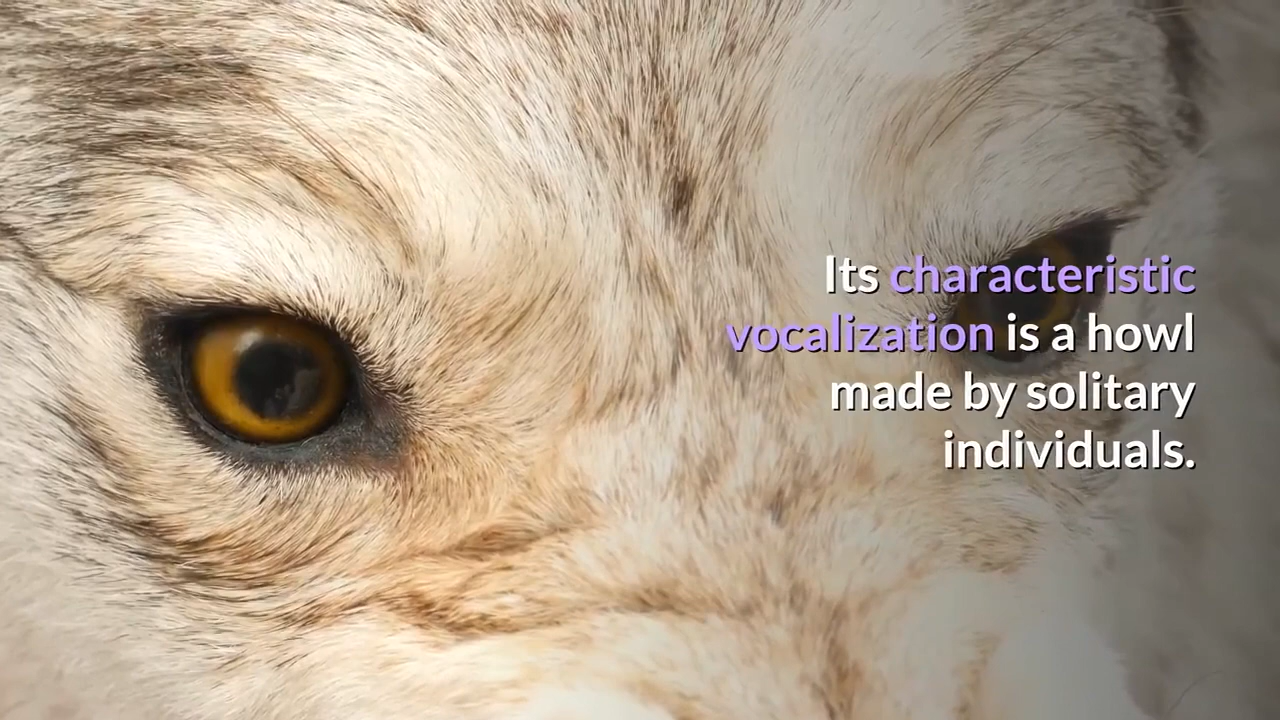 Its characteristic
vocalization is a howl
made by solitary
individuals.